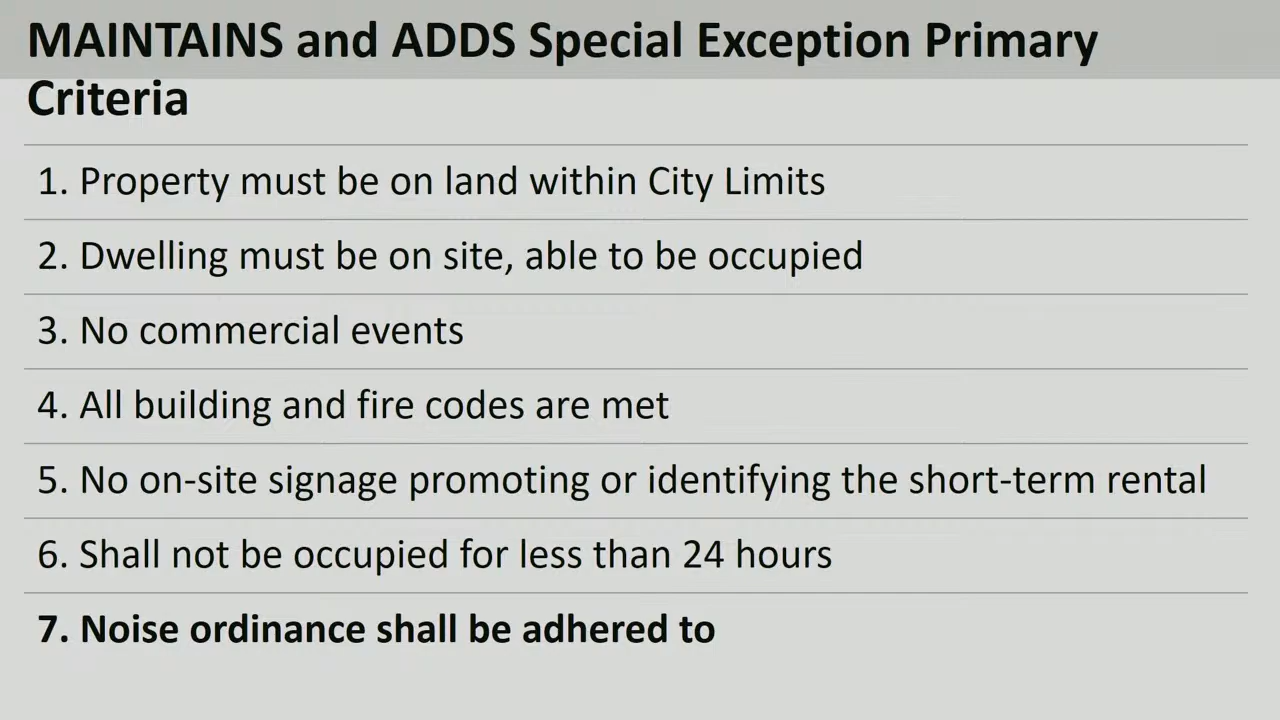 MAINTAINS and ADDS Special Exception Primary
Criteria
1. Property must be on land within City Limits
2. Dwelling must be on site, able to be occupied
3. No commercial events
4. All building and fire codes are met
5. No on-site signage promoting or identifying the short-term rental
6. Shall not be occupied for less than 24 hours
7. Noise ordinance shall be adhered to